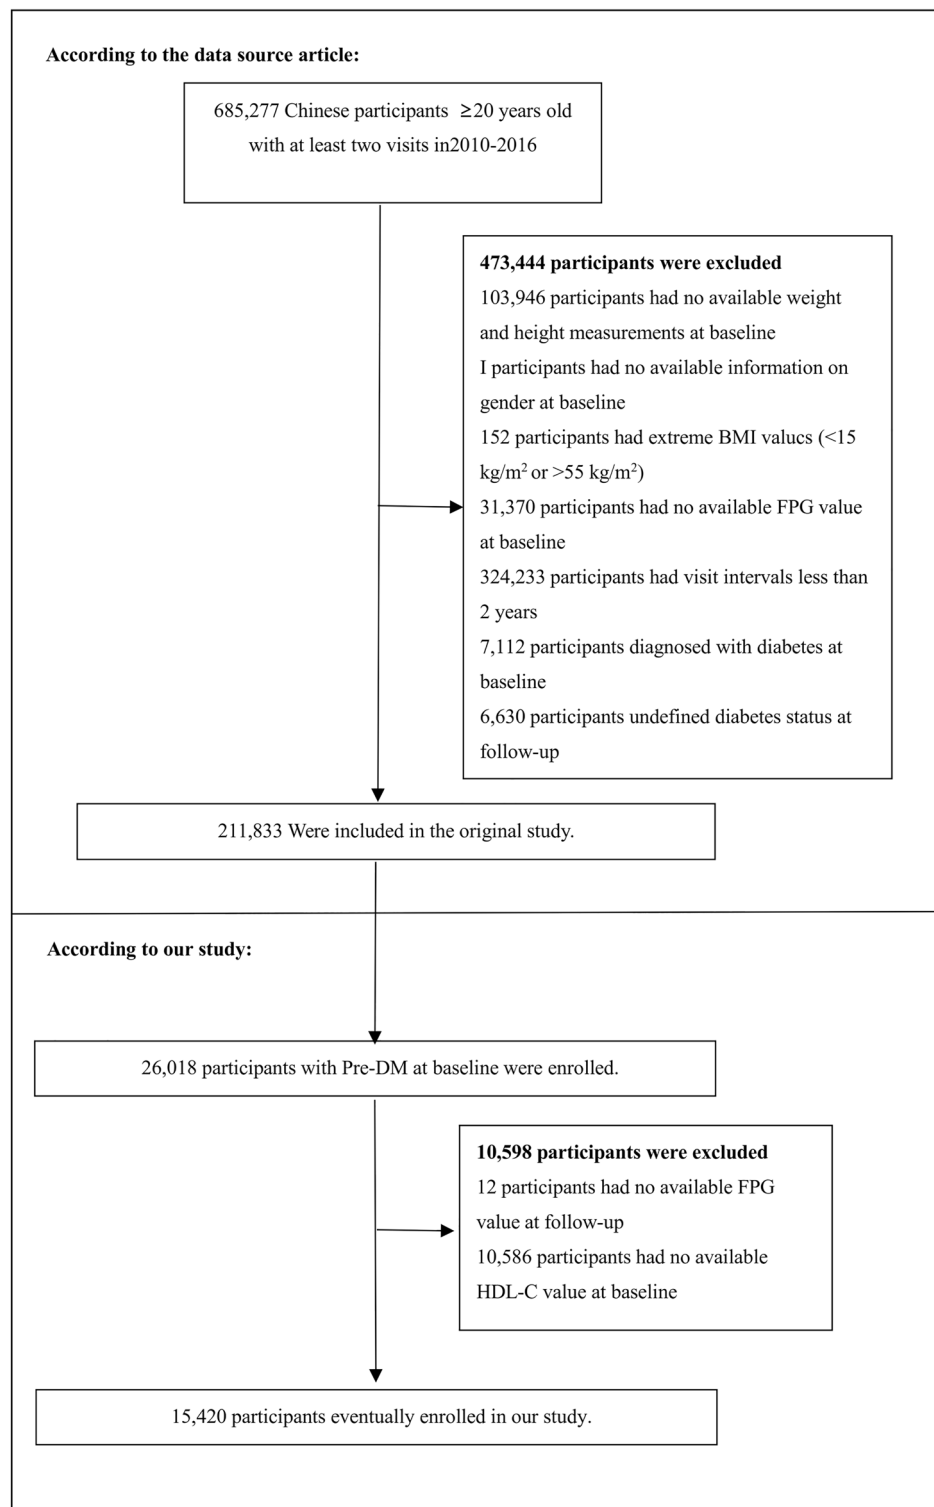 According to the data source article:
685,277 Chinese participants ≥20 years old
with at least two visits in2010-2016
473,444 participants were excluded
103,946 participants had no available weight
and height measurements at baseline
I participants had no available information on
gender at baseline
152 participants had extreme BMI valucs (<15
kg/m² or >55 kg/m²)
31,370 participants had no available FPG value
at baseline
324,233 participants had visit intervals less than
2 years
7,112 participants diagnosed with diabetes at
baseline
6,630 participants undefined diabetes status at
follow-up
211,833 Were included in the original study.
According to our study:
26,018 participants with Pre-DM at baseline were enrolled.
10,598 participants were excluded
12 participants had no available FPG
value at follow-up
10,586 participants had no available
HDL-C value at baseline
15,420 participants eventually enrolled in our study.